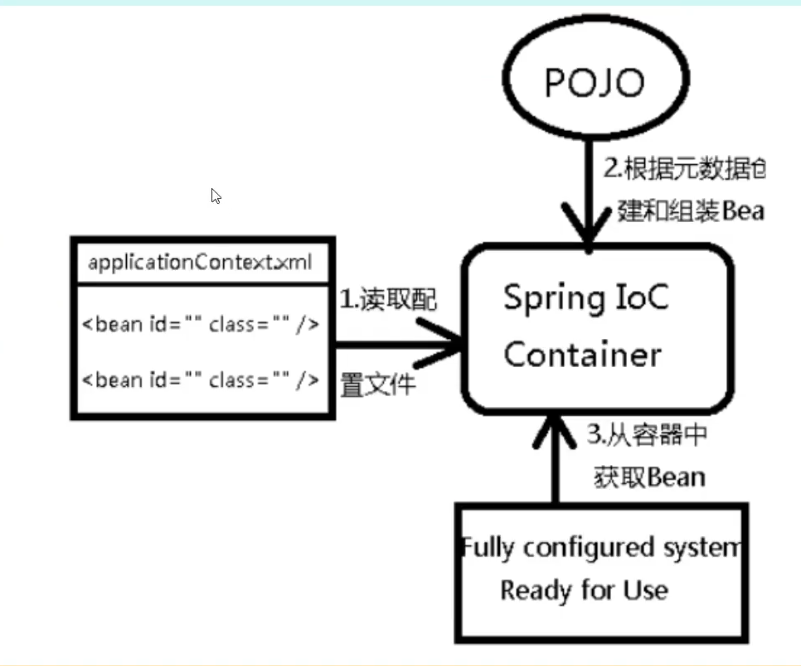 POJO
2.根据元数据创
建和组装Bea
applicationContext.xml
<bean id="" class="" />
<bean id="" class="" />
1.读取配
置文件
Spring IoC
Container
3.从容器中
获取Bean
Fully configured system
Ready for Use